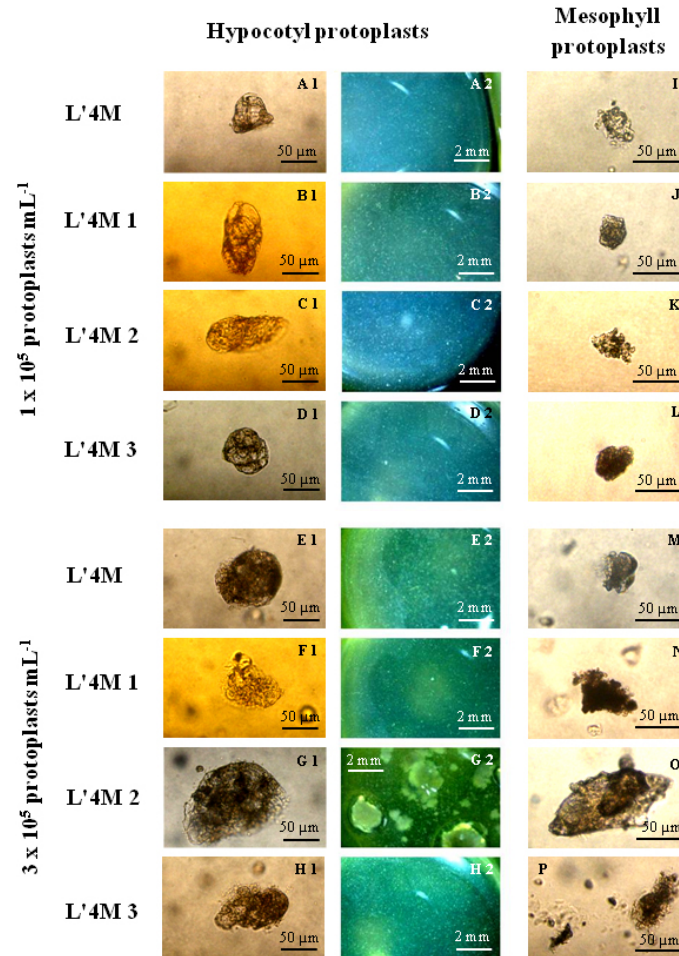 Hypocotyl protoplasts
Mesophyll
protoplasts
1 x 10⁵ protoplasts mL⁻¹
L'4M
A 1
50 µm
A 2
2 mm
I
50 µm
L'4M 1
B 1
50 µm
B 2
2 mm
J
50 µm
L'4M 2
C 1
50 µm
C 2
2 mm
K
50 µm
L'4M 3
D 1
50 µm
D 2
2 mm
L
50 µm
3 x 10⁵ protoplasts mL⁻¹
L'4M
E 1
50 µm
E 2
2 mm
M
50 µm
L'4M 1
F 1
50 µm
F 2
2 mm
N
50 µm
L'4M 2
G 1
50 µm
2 mm
G 2
O
50 µm
L'4M 3
H 1
50 µm
H 2
2 mm
P
50 µm